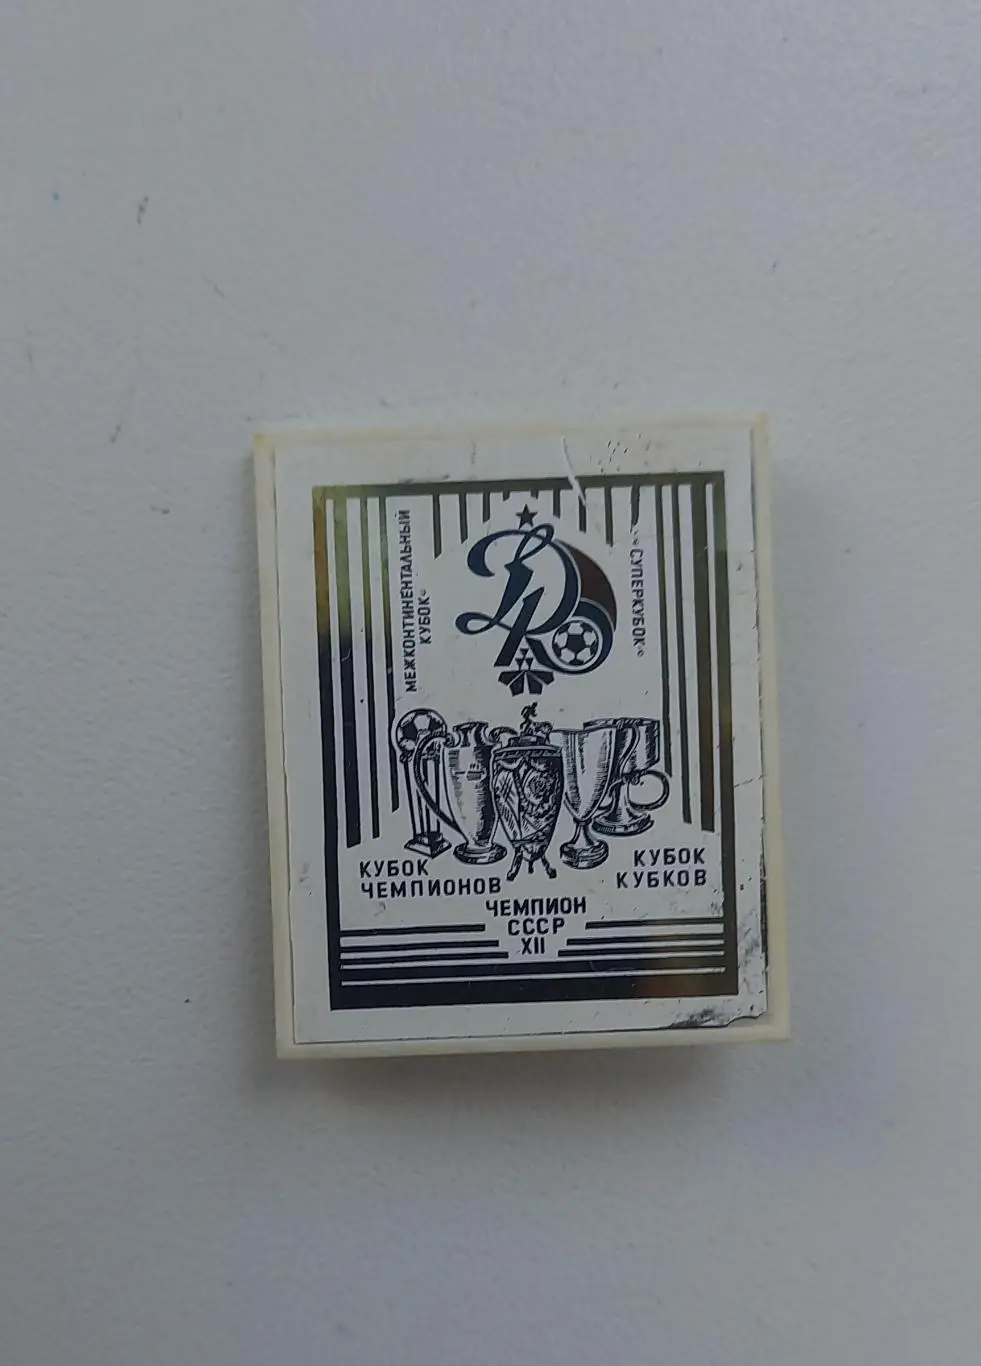 МЕЖКОНТИНЕНТАЛЬНЫЙ
КУБОК"
"СУПЕРКУБОК"
КУБОК
ЧЕМПИОНОВ
КУБОК
КУБКОВ
ЧЕМПИОН
СССР
XII